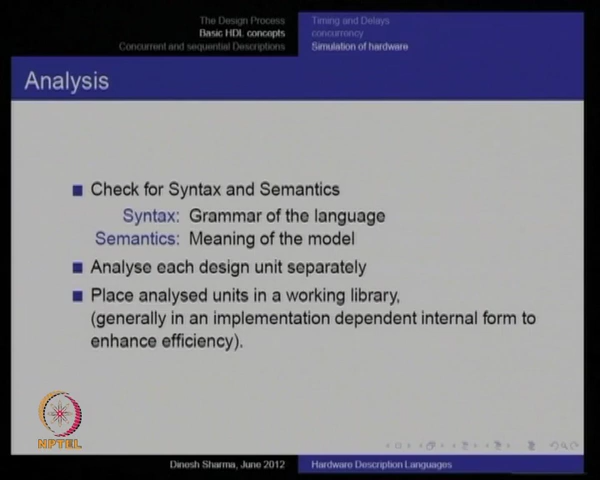 The Design Process
Basic HDL concepts
Concurrent and sequential Descriptions
Timing and Delays
concurrency
Simulation of hardware
Analysis
Check for Syntax and Semantics
Syntax: Grammar of the language
Semantics: Meaning of the model
Analyse each design unit separately
Place analysed units in a working library,
(generally in an implementation dependent internal form to
enhance efficiency).
NPTEL
Dinesh Sharma, June 2012
Hardware Description Languages